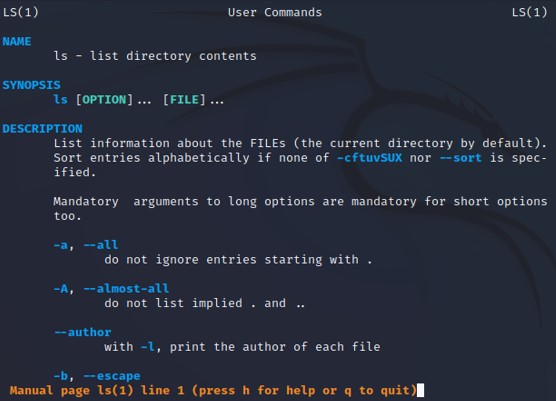 LS(1) User Commands LS(1)
NAME
ls - list directory contents
SYNOPSIS
ls [OPTION]... [FILE]...
DESCRIPTION
List information about the FILEs (the current directory by default).
Sort entries alphabetically if none of -cftuvSUX nor --sort is spec-
ified.
Mandatory arguments to long options are mandatory for short options
too.
-a, --all
do not ignore entries starting with .
-A, --almost-all
do not list implied . and ..
--author
with -l, print the author of each file
-b, --escape
Manual page ls(1) line 1 (press h for help or q to quit)